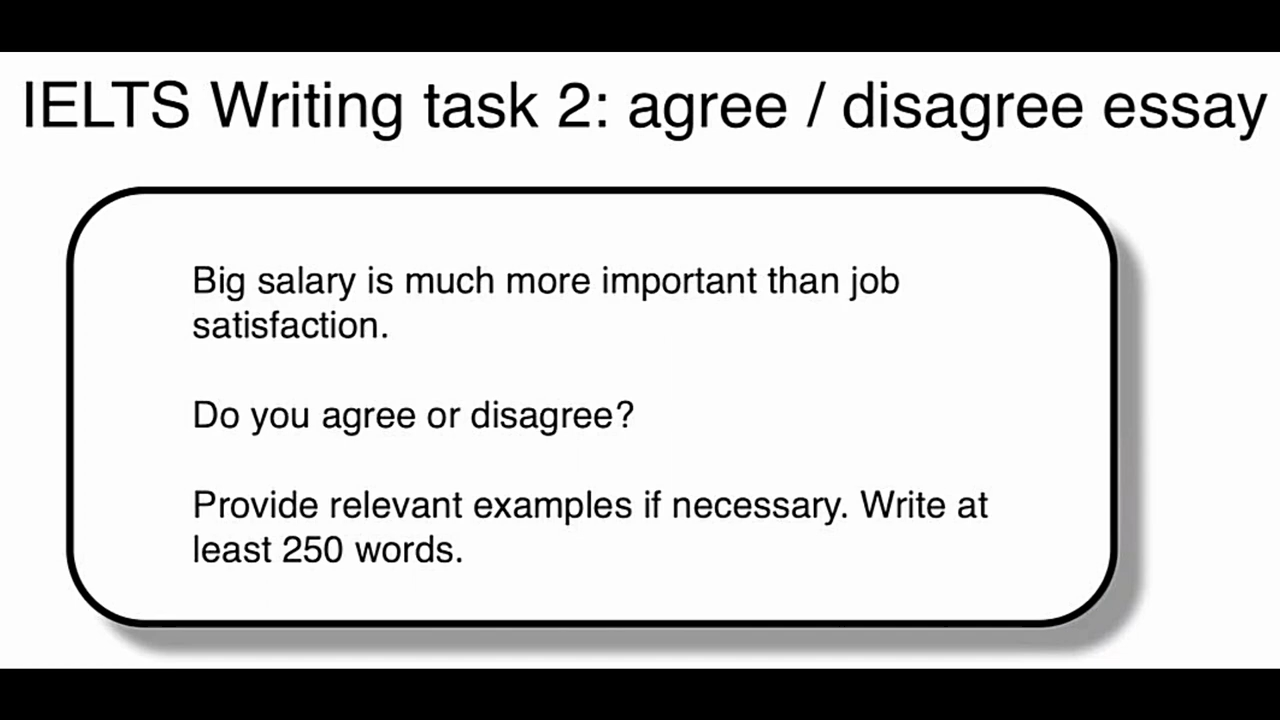 IELTS Writing task 2: agree / disagree essay
Big salary is much more important than job
satisfaction.
Do you agree or disagree?
Provide relevant examples if necessary. Write at
least 250 words.